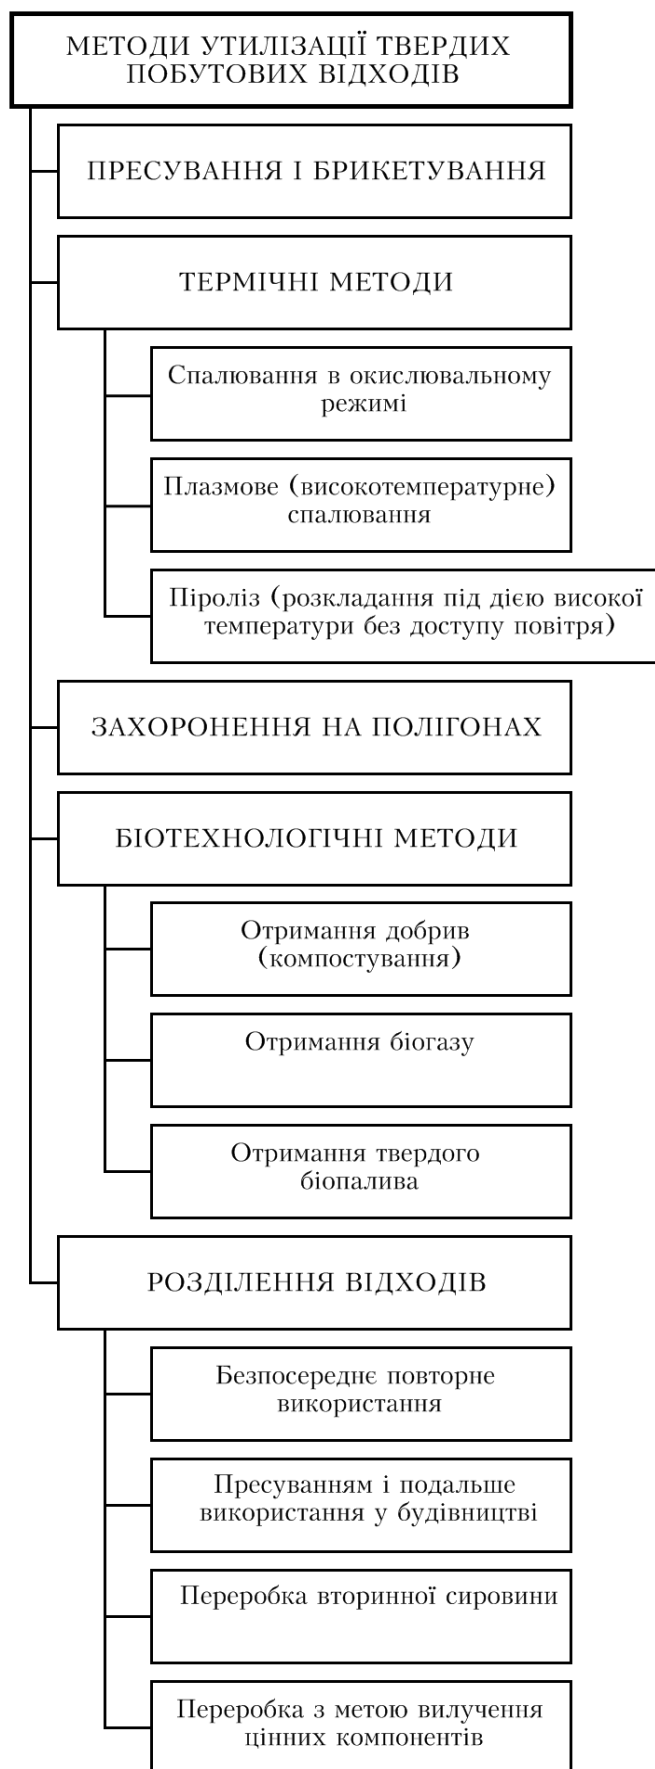 МЕТОДИ УТИЛІЗАЦІЇ ТВЕРДИХ
ПОБУТОВИХ ВІДХОДІВ
ПРЕСУВАННЯ І БРИКЕТУВАННЯ
ТЕРМІЧНІ МЕТОДИ
Спалювання в окислювальному
режимі
Плазмове (високотемпературне)
спалювання
Піроліз (розкладання під дією високої
температури без доступу повітря)
ЗАХОРОНЕННЯ НА ПОЛІГОНАХ
БІОТЕХНОЛОГІЧНІ МЕТОДИ
Отримання добрив
(компостування)
Отримання біогазу
Отримання твердого
біопалива
РОЗДІЛЕННЯ ВІДХОДІВ
Безпосереднє повторне
використання
Пресуванням і подальше
використання у будівництві
Переробка вторинної сировини
Переробка з метою вилучення
цінних компонентів